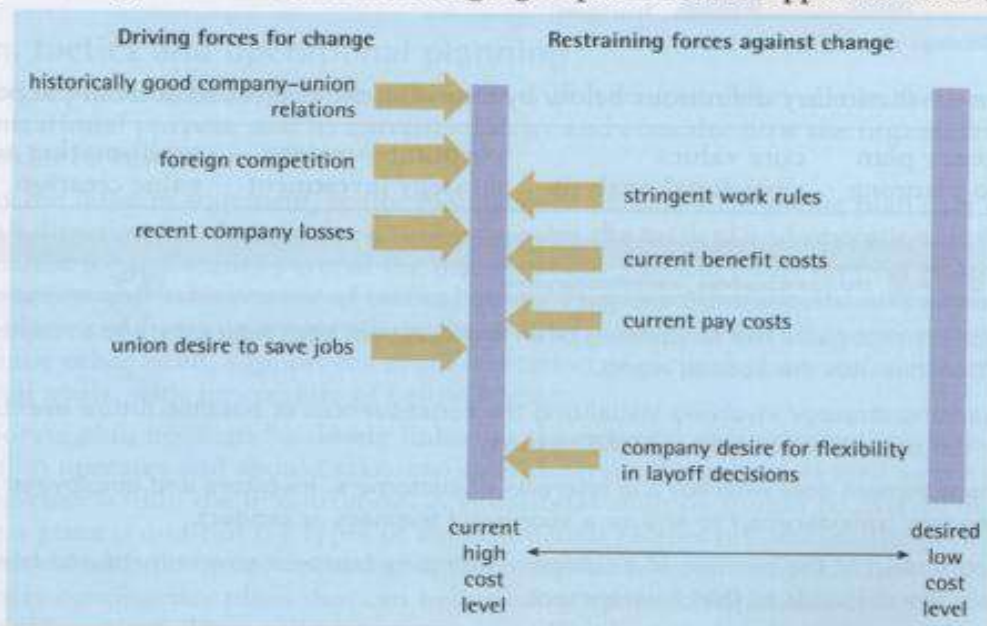 Driving forces for change
Restraining forces against change
historically good company–union
relations
foreign competition
stringent work rules
recent company losses
current benefit costs
current pay costs
union desire to save jobs
company desire for flexibility
in layoff decisions
current
high
cost
level
desired
low
cost
level